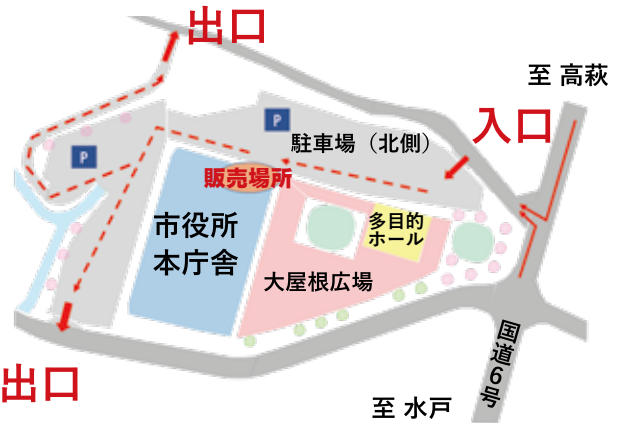 出口
至 高萩
入口
P
駐車場（北側）
P
販売場所
多目的
ホール
市役所
本庁舎
大屋根広場
国道6号
出口
至 水戸